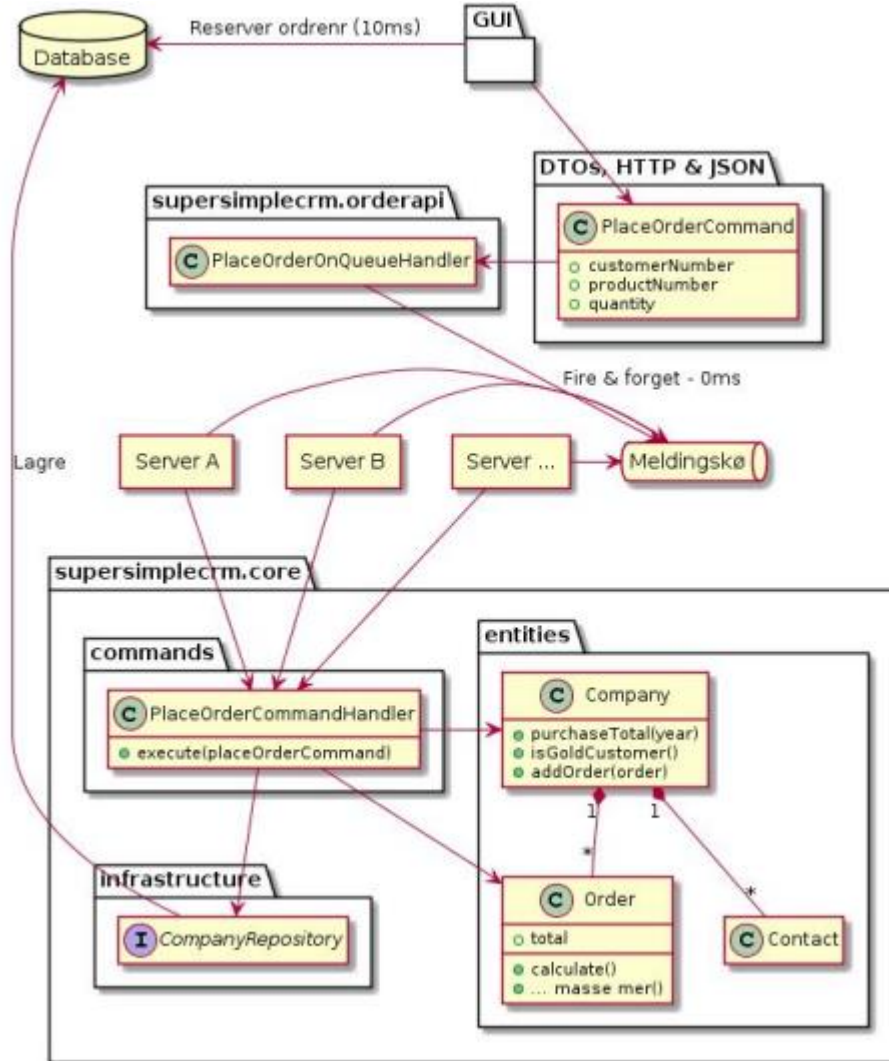 GUI
Reserver ordrenr (10ms)
Database
DTOs, HTTP & JSON
supersimplecrm.orderapi
C PlaceOrderCommand
customerNumber
productNumber
quantity
C PlaceOrderOnQueueHandler
Fire & forget - 0ms
Server A
Server B
Server ...
Meldingskø
Lagre
supersimplecrm.core
entities
commands
C Company
purchaseTotal(year)
isGoldCustomer()
addOrder(order)
C PlaceOrderCommandHandler
execute(placeOrderCommand)
1
1
*
*
infrastructure
I CompanyRepository
C Order
total
calculate()
... masse mer()
C Contact